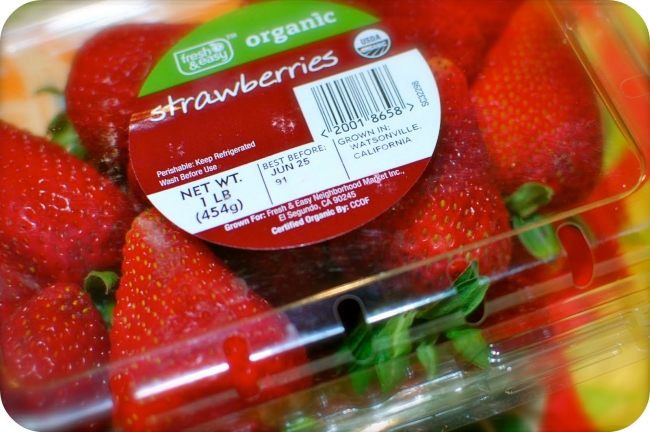 fresh & easy™ organic
USDA
strawberries
Perishable: Keep Refrigerated
Wash Before Use
NET WT.
1 LB
(454g)
BEST BEFORE:
JUN 25
91
< 2001 8658 >
GROWN IN:
WATSONVILLE,
CALIFORNIA
Grown For: Fresh & Easy Neighborhood Market Inc.,
El Segundo, CA 90245
Certified Organic By: CCOF